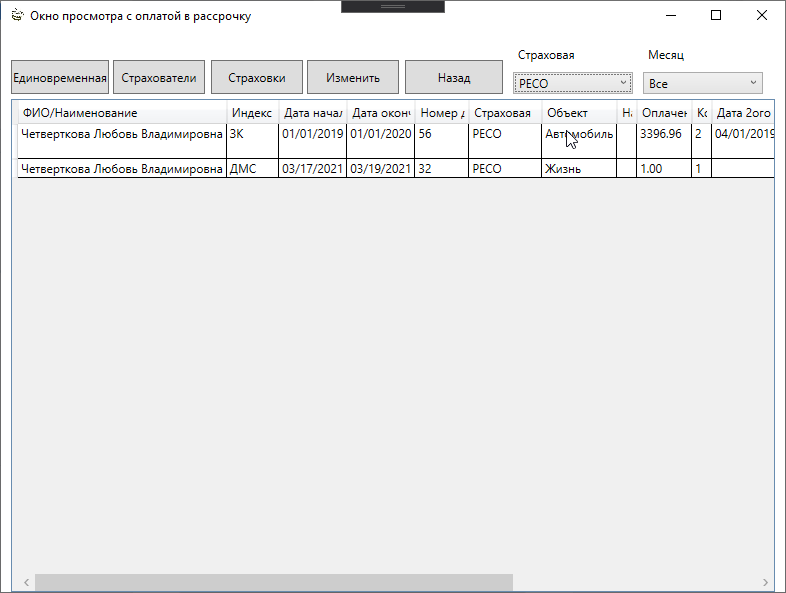 Окно просмотра с оплатой в рассрочку
Страховая Месяц
Единовременная Страхователи Страховки Изменить Назад РЕСО Все
ФИО/Наименование Индекс Дата начал Дата оконч Номер д Страховая Объект На Оплачен Кс Дата 2ого
Четверткова Любовь Владимировна ЗК 01/01/2019 01/01/2020 56 РЕСО Автомобиль 3396.96 2 04/01/2019
Четверткова Любовь Владимировна ДМС 03/17/2021 03/19/2021 32 РЕСО Жизнь 1.00 1